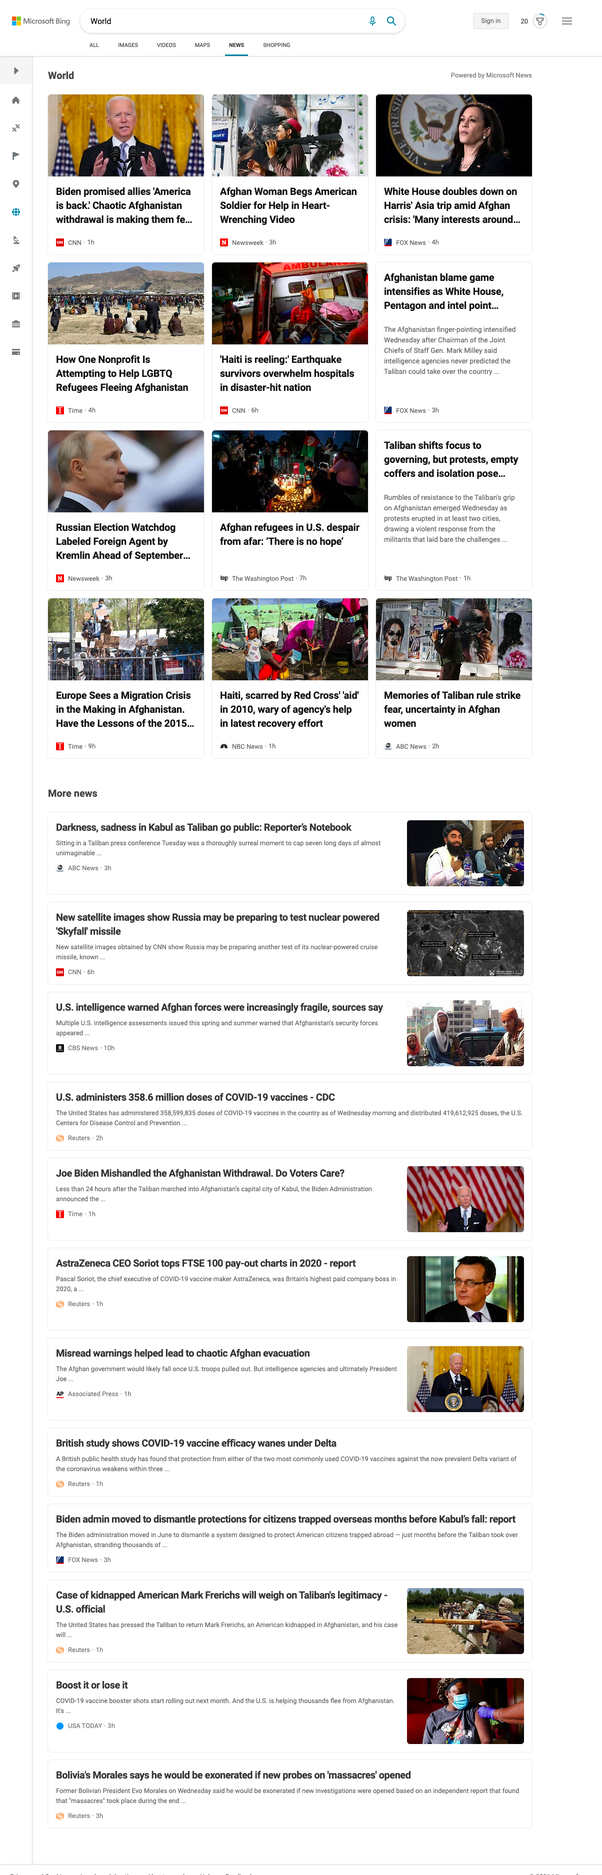 Microsoft Bing
World
Sign in
20
ALL
IMAGES
VIDEOS
MAPS
NEWS
SHOPPING
World
Powered by Microsoft News
Biden promised allies 'America
is back.' Chaotic Afghanistan
withdrawal is making them fe...
CNN · 1h
Afghan Woman Begs American
Soldier for Help in Heart-
Wrenching Video
Newsweek · 3h
White House doubles down on
Harris' Asia trip amid Afghan
crisis: 'Many interests around...
FOX News · 4h
How One Nonprofit Is
Attempting to Help LGBTQ
Refugees Fleeing Afghanistan
Time · 4h
AMBULANC
'Haiti is reeling:' Earthquake
survivors overwhelm hospitals
in disaster-hit nation
CNN · 6h
Afghanistan blame game
intensifies as White House,
Pentagon and intel point...
The Afghanistan finger-pointing intensified
Wednesday after Chairman of the Joint
Chiefs of Staff Gen. Mark Milley said
intelligence agencies never predicted the
Taliban could take over the country ...
FOX News · 3h
Russian Election Watchdog
Labeled Foreign Agent by
Kremlin Ahead of September...
Newsweek · 3h
Afghan refugees in U.S. despair
from afar: ‘There is no hope’
The Washington Post · 7h
Taliban shifts focus to
governing, but protests, empty
coffers and isolation pose...
Rumbles of resistance to the Taliban's grip
on Afghanistan emerged Wednesday as
protests erupted in at least two cities,
drawing a violent response from the
militants that laid bare the challenges ...
The Washington Post · 1h
Europe Sees a Migration Crisis
in the Making in Afghanistan.
Have the Lessons of the 2015...
Time · 9h
Haiti, scarred by Red Cross' 'aid'
in 2010, wary of agency's help
in latest recovery effort
NBC News · 1h
Memories of Taliban rule strike
fear, uncertainty in Afghan
women
ABC News · 2h
More news
Darkness, sadness in Kabul as Taliban go public: Reporter’s Notebook
Sitting in a Taliban press conference Tuesday was a thoroughly surreal moment to cap seven long days of almost
unimaginable ...
ABC News · 3h
New satellite images show Russia may be preparing to test nuclear powered
'Skyfall' missile
New satellite images obtained by CNN show Russia may be preparing another test of its nuclear-powered cruise
missile, known ...
CNN · 6h
U.S. intelligence warned Afghan forces were increasingly fragile, sources say
Multiple U.S. intelligence assessments issued this spring and summer warned that Afghanistan's security forces
appeared ...
CBS News · 10h
U.S. administers 358.6 million doses of COVID-19 vaccines - CDC
The United States has administered 358,599,835 doses of COVID-19 vaccines in the country as of Wednesday morning and distributed 419,612,925 doses, the U.S.
Centers for Disease Control and Prevention ...
Reuters · 2h
Joe Biden Mishandled the Afghanistan Withdrawal. Do Voters Care?
Less than 24 hours after the Taliban marched into Afghanistan's capital city of Kabul, the Biden Administration
announced the ...
Time · 1h
AstraZeneca CEO Soriot tops FTSE 100 pay-out charts in 2020 - report
Pascal Soriot, the chief executive of COVID-19 vaccine maker AstraZeneca, was Britain's highest paid company boss in
2020, a ...
Reuters · 1h
Misread warnings helped lead to chaotic Afghan evacuation
The Afghan government would likely fall once U.S. troops pulled out. But intelligence agencies and ultimately President
Joe ...
Associated Press · 1h
British study shows COVID-19 vaccine efficacy wanes under Delta
A British public health study has found that protection from either of the two most commonly used COVID-19 vaccines against the now prevalent Delta variant of
the coronavirus weakens within three ...
Reuters · 1h
Biden admin moved to dismantle protections for citizens trapped overseas months before Kabul’s fall: report
The Biden administration moved in June to dismantle a system designed to protect American citizens trapped abroad — just months before the Taliban took over
Afghanistan, stranding thousands of ...
FOX News · 3h
Case of kidnapped American Mark Frerichs will weigh on Taliban's legitimacy -
U.S. official
The United States has pressed the Taliban to return Mark Frerichs, an American kidnapped in Afghanistan, and his case
will ...
Reuters · 1h
Boost it or lose it
COVID-19 vaccine booster shots start rolling out next month. And the U.S. is helping thousands flee from Afghanistan.
It's ...
USA TODAY · 3h
Bolivia's Morales says he would be exonerated if new probes on 'massacres' opened
Former Bolivian President Evo Morales on Wednesday said he would be exonerated if new investigations were opened based on an independent report that found
that "massacres" took place during the end ...
Reuters · 3h